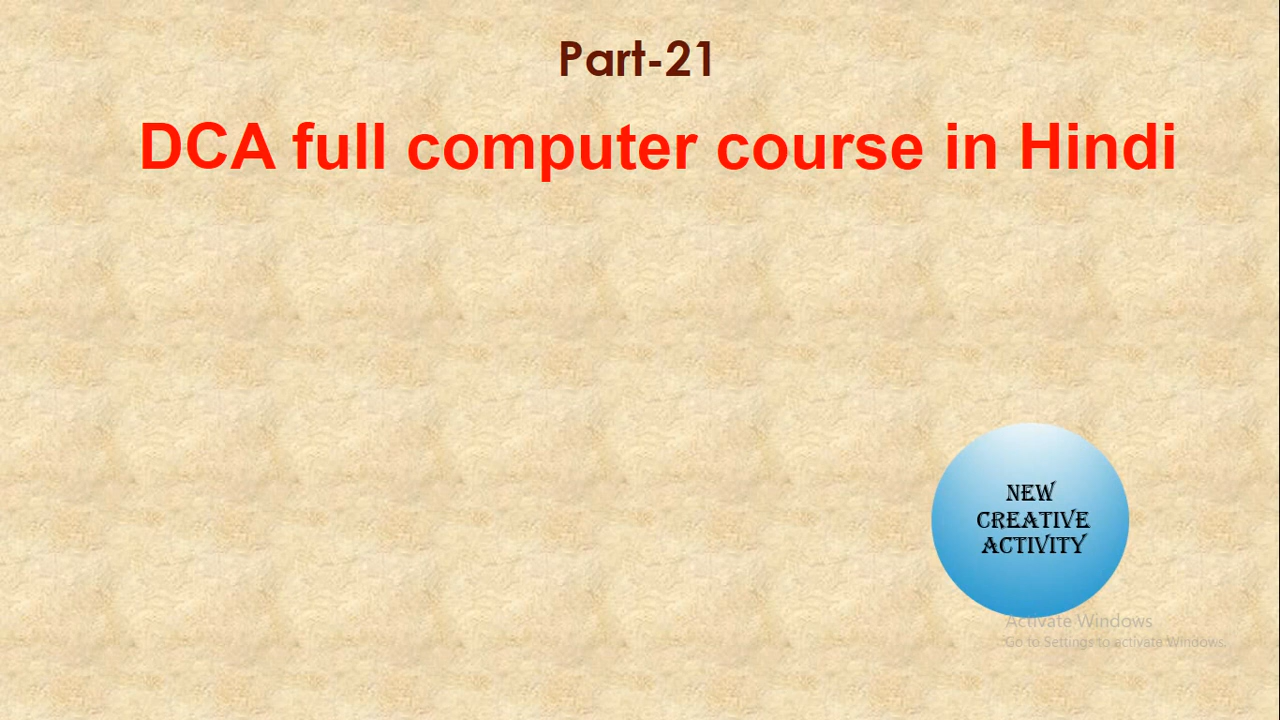 Part-21
DCA full computer course in Hindi
NEW
CREATIVE
ACTIVITY
Activate Windows
Go to Settings to activate Windows.